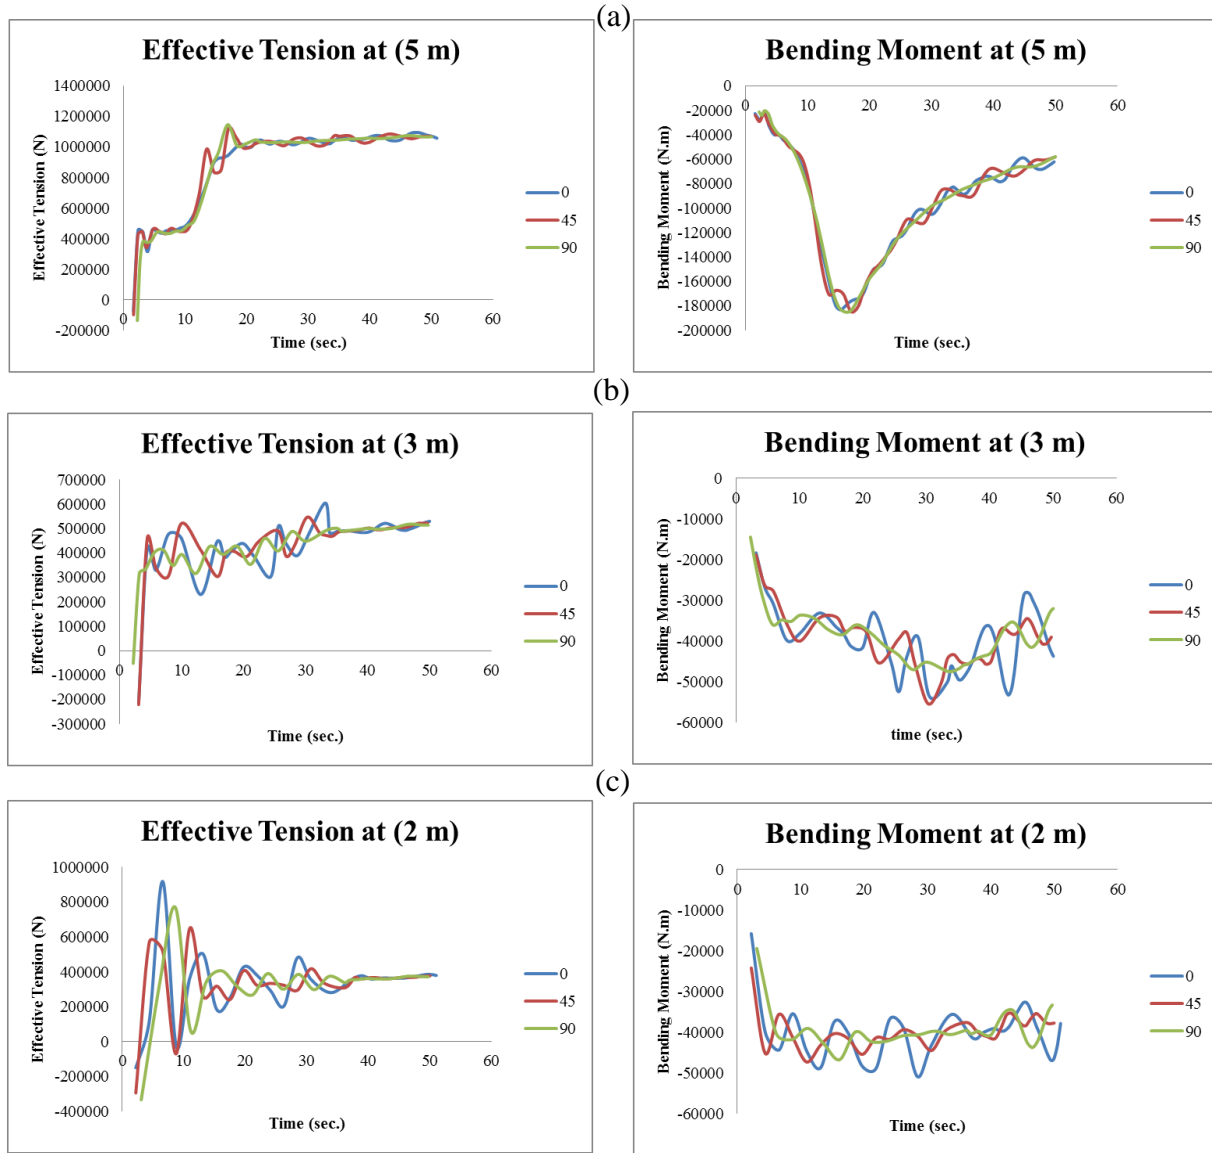 (a)
Effective Tension at (5 m)
Effective Tension (N)
1400000
1200000
1000000
800000
600000
400000
200000
0
-200000
0 10 20 30 40 50 60
Time (sec.)
0
45
90
Bending Moment at (5 m)
Bending Moment (N.m)
0
-20000
-40000
-60000
-80000
-100000
-120000
-140000
-160000
-180000
-200000
0 10 20 30 40 50 60
Time (sec.)
0
45
90
(b)
Effective Tension at (3 m)
Effective Tension (N)
700000
600000
500000
400000
300000
200000
100000
0
-100000
-200000
-300000
0 10 20 30 40 50 60
Time (sec.)
0
45
90
Bending Moment at (3 m)
Bending Moment (N.m)
0
-10000
-20000
-30000
-40000
-50000
-60000
0 10 20 30 40 50 60
time (sec.)
0
45
90
(c)
Effective Tension at (2 m)
Effective Tension (N)
1000000
800000
600000
400000
200000
0
-200000
-400000
0 10 20 30 40 50 60
Time (sec.)
0
45
90
Bending Moment at (2 m)
Bending Moment (N.m)
0
-10000
-20000
-30000
-40000
-50000
-60000
0 10 20 30 40 50 60
Time (sec.)
0
45
90